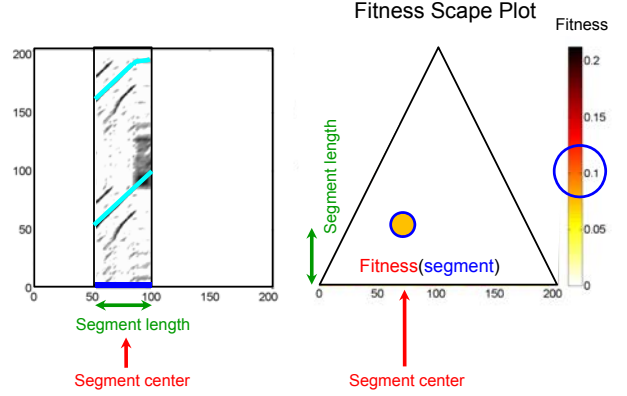 Fitness Scape Plot
Fitness
200
150
100
50
0
0 50 100 150 200
Segment length
Segment center
Segment length
Fitness(segment)
0 50 100 150 200
Segment center
0.2
0.15
0.1
0.05
0